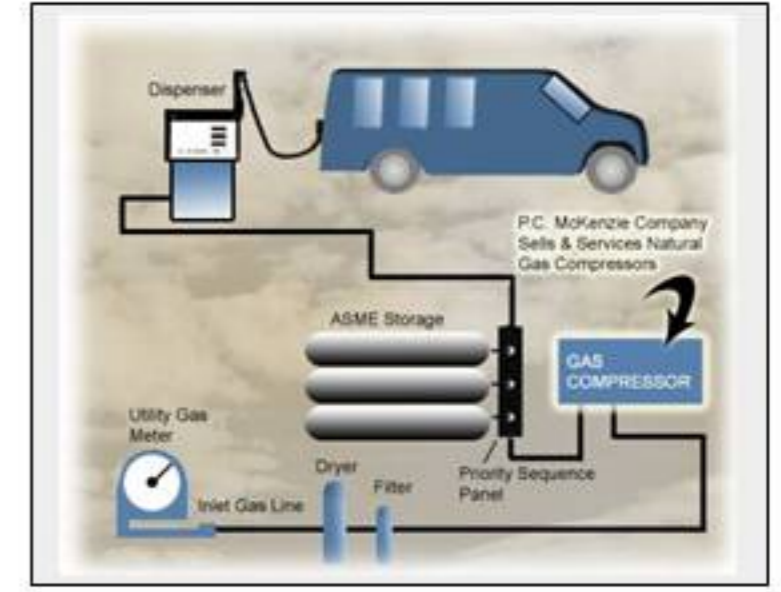 Dispenser
P.C. McKenzie Company
Sells & Services Natural
Gas Compressors
ASME Storage
GAS
COMPRESSOR
Utility Gas
Meter
Dryer
Filter
Priority Sequence
Panel
Inlet Gas Line